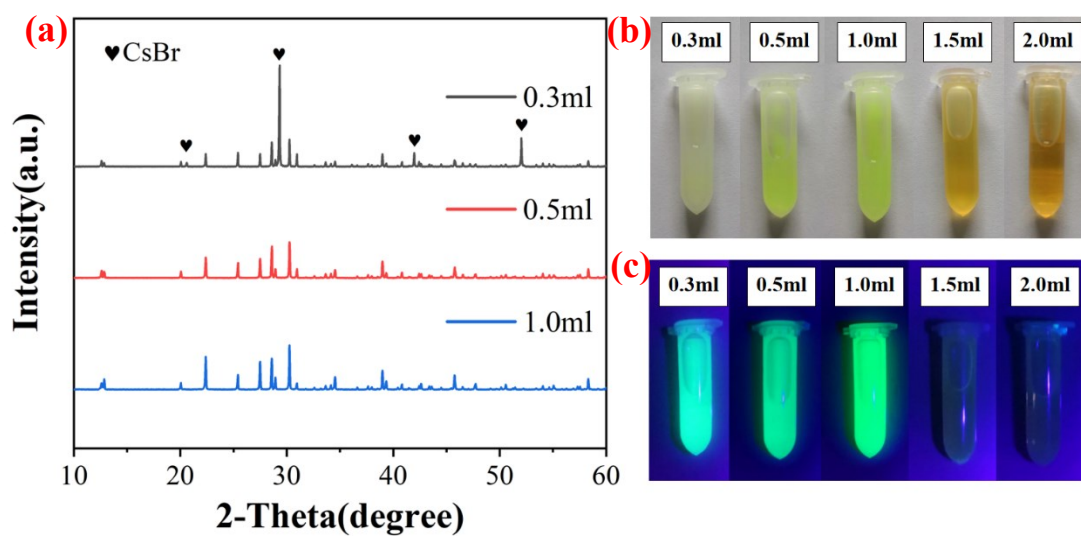 (a)
♥CsBr
0.3ml
0.5ml
1.0ml
Intensity(a.u.)
10 20 30 40 50 60
2-Theta(degree)
(b)
0.3ml 0.5ml 1.0ml 1.5ml 2.0ml
(c)
0.3ml 0.5ml 1.0ml 1.5ml 2.0ml